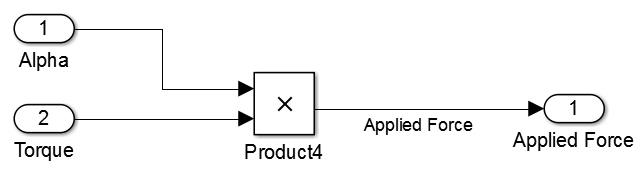 1
Alpha
2
Torque
×
Product4
Applied Force
1
Applied Force